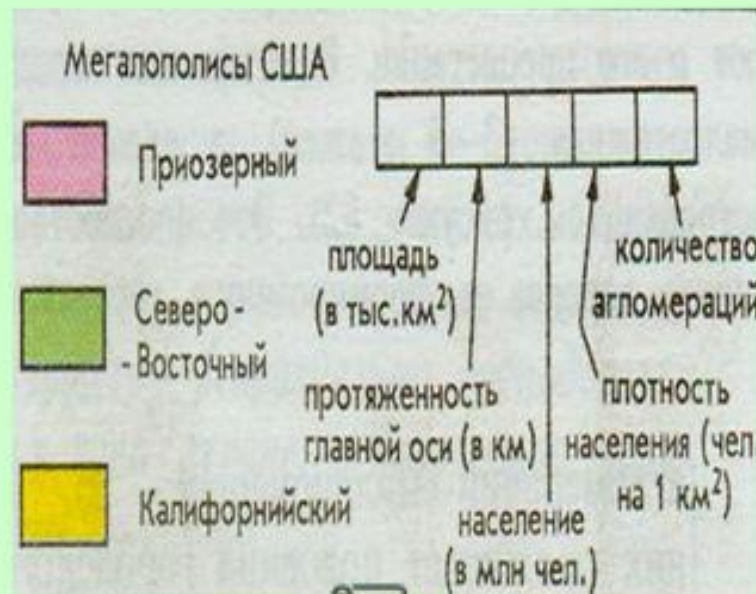 Мегалополисы США
Приозерный
Северо-
-Восточный
Калифорнийский
площадь
(в тыс.км²)
протяженность
главной оси (в км)
население
(в млн чел.)
плотность
населения (чел
на 1 км²)
количество
агломераций